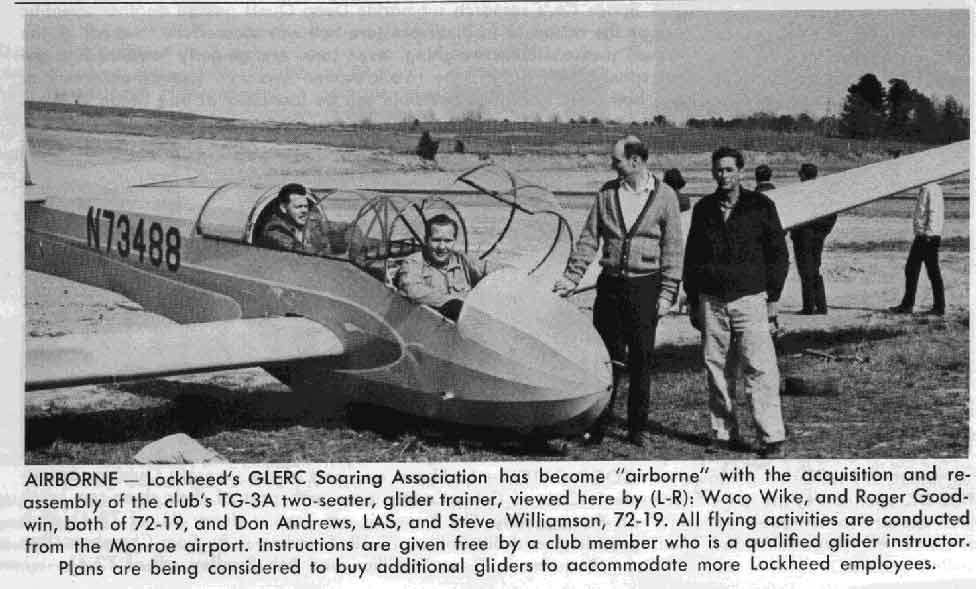 N73488
AIRBORNE — Lockheed's GLERC Soaring Association has become "airborne" with the acquisition and re-
assembly of the club's TG-3A two-seater, glider trainer, viewed here by (L-R): Waco Wike, and Roger Good-
win, both of 72-19, and Don Andrews, LAS, and Steve Williamson, 72-19. All flying activities are conducted
from the Monroe airport. Instructions are given free by a club member who is a qualified glider instructor.
Plans are being considered to buy additional gliders to accommodate more Lockheed employees.